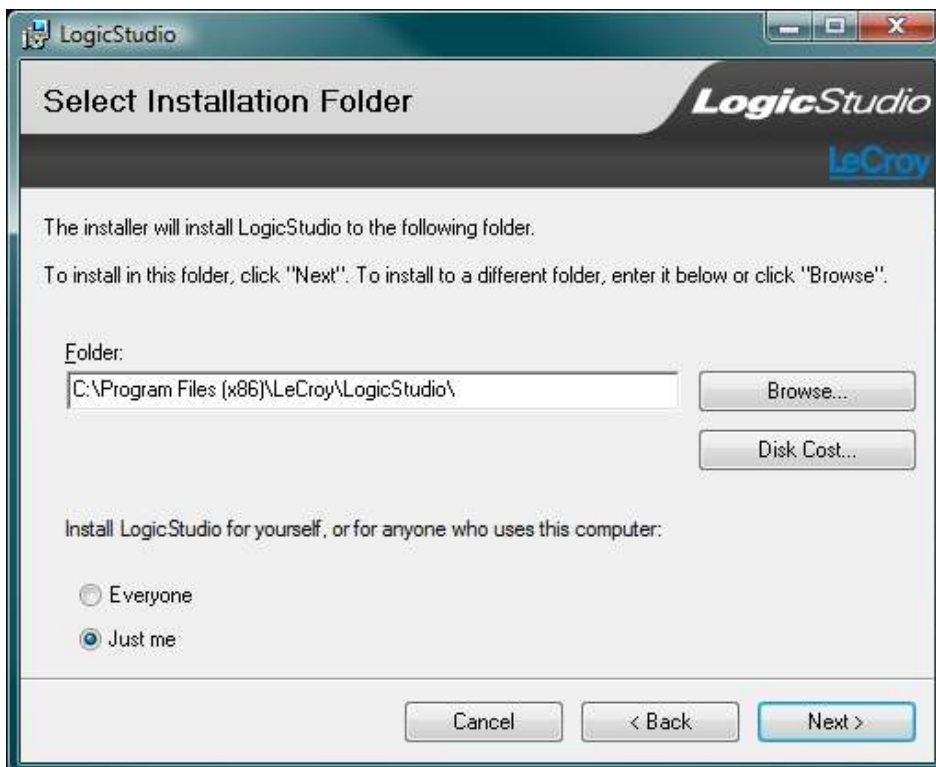 LogicStudio
Select Installation Folder
LogicStudio
LeCroy
The installer will install LogicStudio to the following folder.
To install in this folder, click "Next". To install to a different folder, enter it below or click "Browse".
Folder:
C:\Program Files (x86)\LeCroy\LogicStudio\
Browse...
Disk Cost...
Install LogicStudio for yourself, or for anyone who uses this computer:
Everyone
Just me
Cancel
< Back
Next >